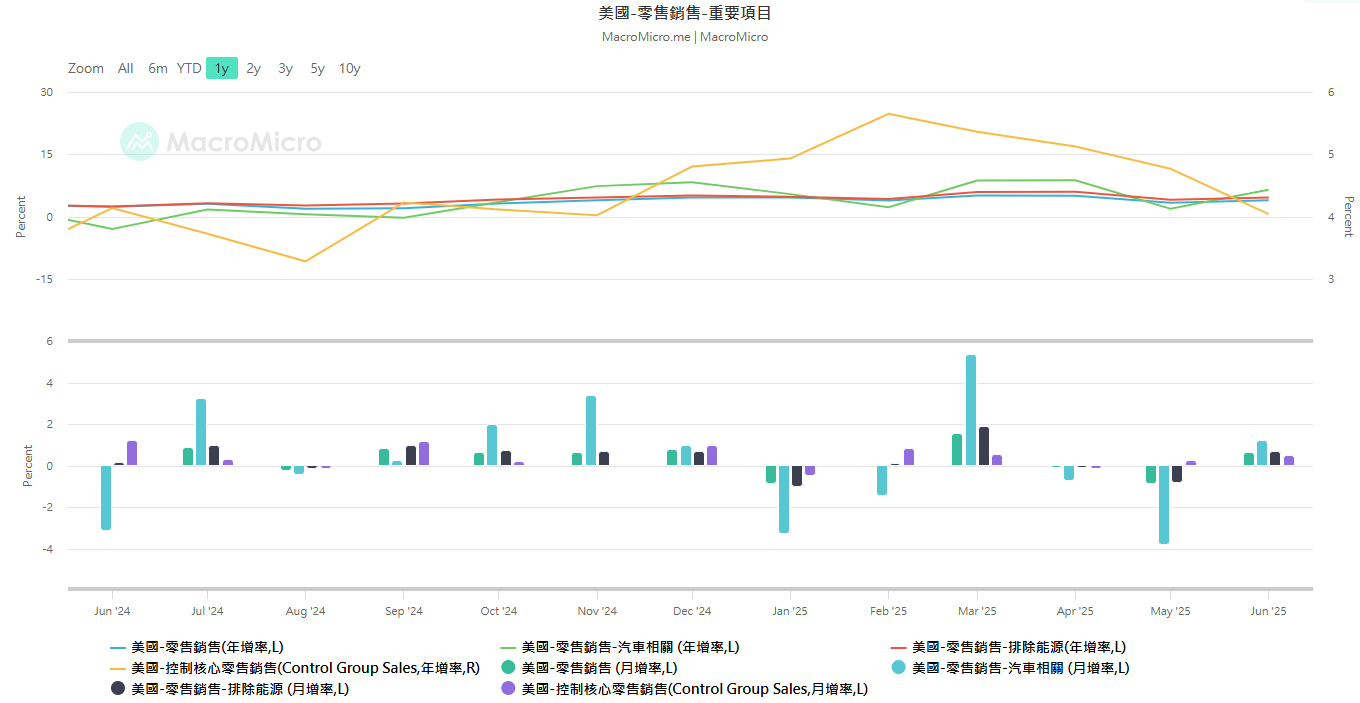 美國-零售銷售-重要項目
MacroMicro.me | MacroMicro
Zoom All 6m YTD 1y 2y 3y 5y 10y
30 6
MacroMicro
15 5
Percent 0 4 Percent
-15 3
6
4
2
Percent 0
-2
-4
Jun '24 Jul '24 Aug '24 Sep '24 Oct '24 Nov '24 Dec '24 Jan '25 Feb '25 Mar '25 Apr '25 May '25 Jun '25
美國-零售銷售(年增率,L) 美國-零售銷售-汽車相關 (年增率,L) 美國-零售銷售-排除能源(年增率,L)
美國-控制核心零售銷售(Control Group Sales,年增率,R) 美國-零售銷售 (月增率,L) 美國-零售銷售-汽車相關 (月增率,L)
美國-零售銷售-排除能源 (月增率,L) 美國-控制核心零售銷售(Control Group Sales,月增率,L)